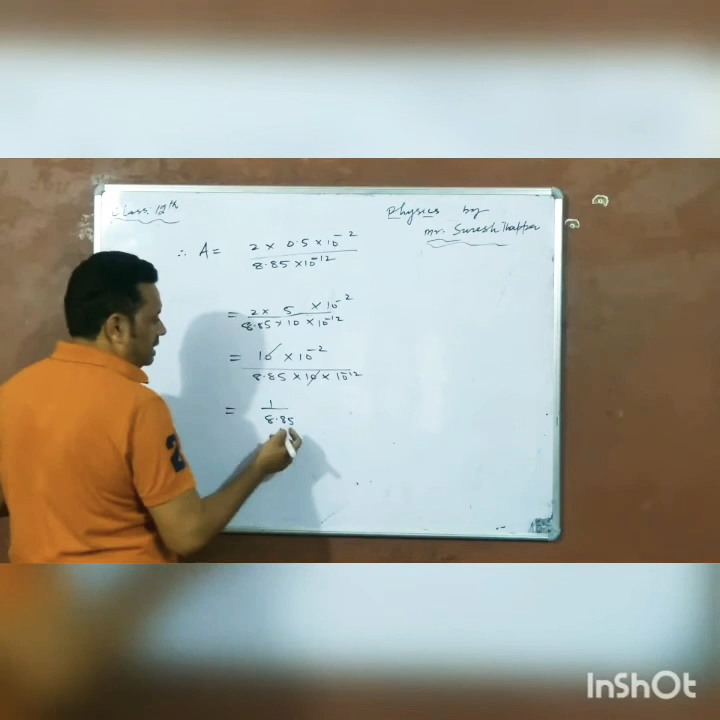 Class. 12th
Physics by
Mr. Suresh Thapper
∴ A = 2 × 0.5 × 10⁻² / 8.85 × 10⁻¹²
= 2 × 5 × 10⁻² / 8.85 × 10 × 10⁻¹²
= 10 × 10⁻² / 8.85 × 10 × 10⁻¹²
= 1 / 8.85
InShOt